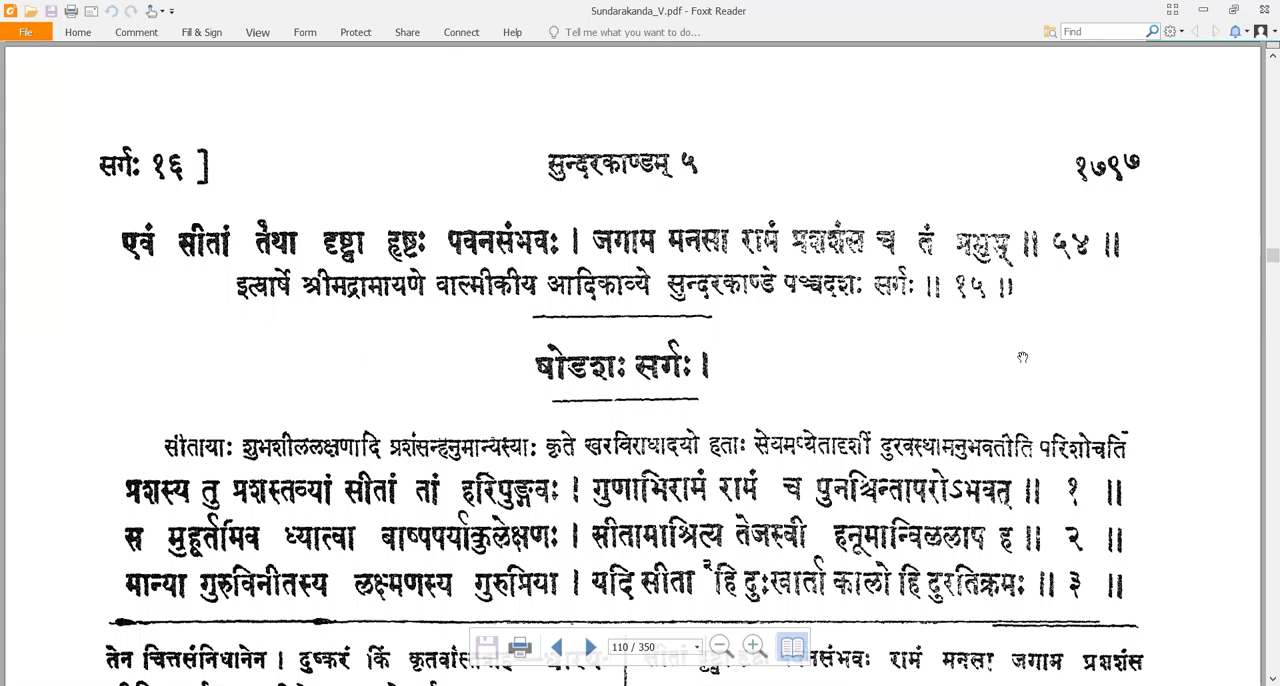 Sundarakanda_V.pdf - Foxit Reader
File Home Comment Fill & Sign View Form Protect Share Connect Help Tell me what you want to do... Find
सर्गः १६ ] सुन्दरकाण्डम् ५ १७९७
एवं सीतां तैथा दृष्ट्वा हृष्टः पवनसंभवः । जगाम मनसा रामं प्रशशंस च तं प्रभुम् ॥ ५४ ॥
इत्यार्षे श्रीमद्रामायणे वाल्मीकीय आदिकाव्ये सुन्दरकाण्डे पञ्चदशः सर्गः ॥ १५ ॥
षोडशः सर्गः ।
सीतायाः शुभशीललक्षणादि प्रशंसन्हनुमान्यस्याः कृते खरविराधादयो हताः सेयमप्येतादृशीं दुरवस्थामनुभवतीति परिशोचति
प्रशस्य तु प्रशस्तव्यां सीतां तां हरिपुङ्गवः । गुणाभिरामं रामं च पुनश्चिन्तापरोऽभवत् ॥ १ ॥
स मुहूर्तमिव ध्यात्वा बाष्पपर्याकुलेक्षणः । सीतामाश्रित्य तेजस्वी हनूमान्विललाप ह ॥ २ ॥
मान्या गुरुविनीतस्य लक्ष्मणस्य गुरुप्रिया । यदि सीता २हि दुःखार्ता कालो हि दुरतिक्रमः ॥ ३ ॥
तेन चित्तसंनिधानेन । दुष्करं किं
संभवः रामं मनसा जगाम प्रशशंस
110 / 350